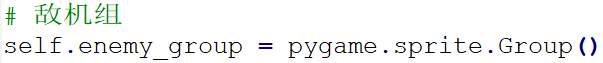 # 敌机组
self.enemy_group = pygame.sprite.Group()